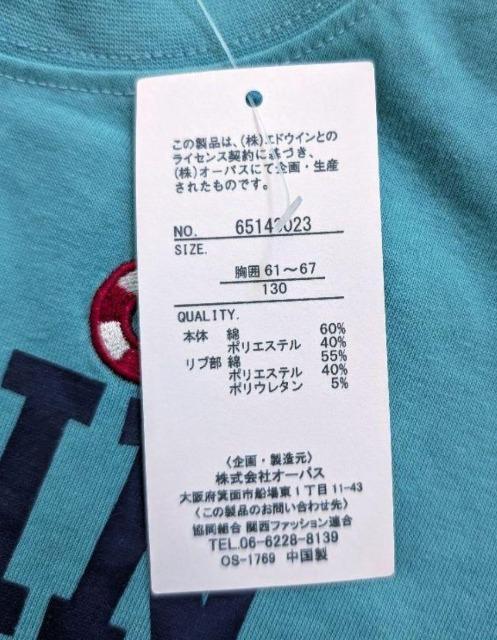 この製品は、(株)エドウインとの
ライセンス契約に基づき、
(株)オーパスにて企画・生産
されたものです。
NO. 65143023
SIZE.
胸囲 61〜67
130
QUALITY.
本体 綿 60%
ポリエステル 40%
リブ部 綿 55%
ポリエステル 40%
ポリウレタン 5%
〈企画・製造元〉
株式会社オーパス
大阪府箕面市船場東1丁目11-43
〈この製品のお問い合わせ先〉
協同組合 関西ファッション連合
TEL.06-6228-8139
OS-1769 中国製